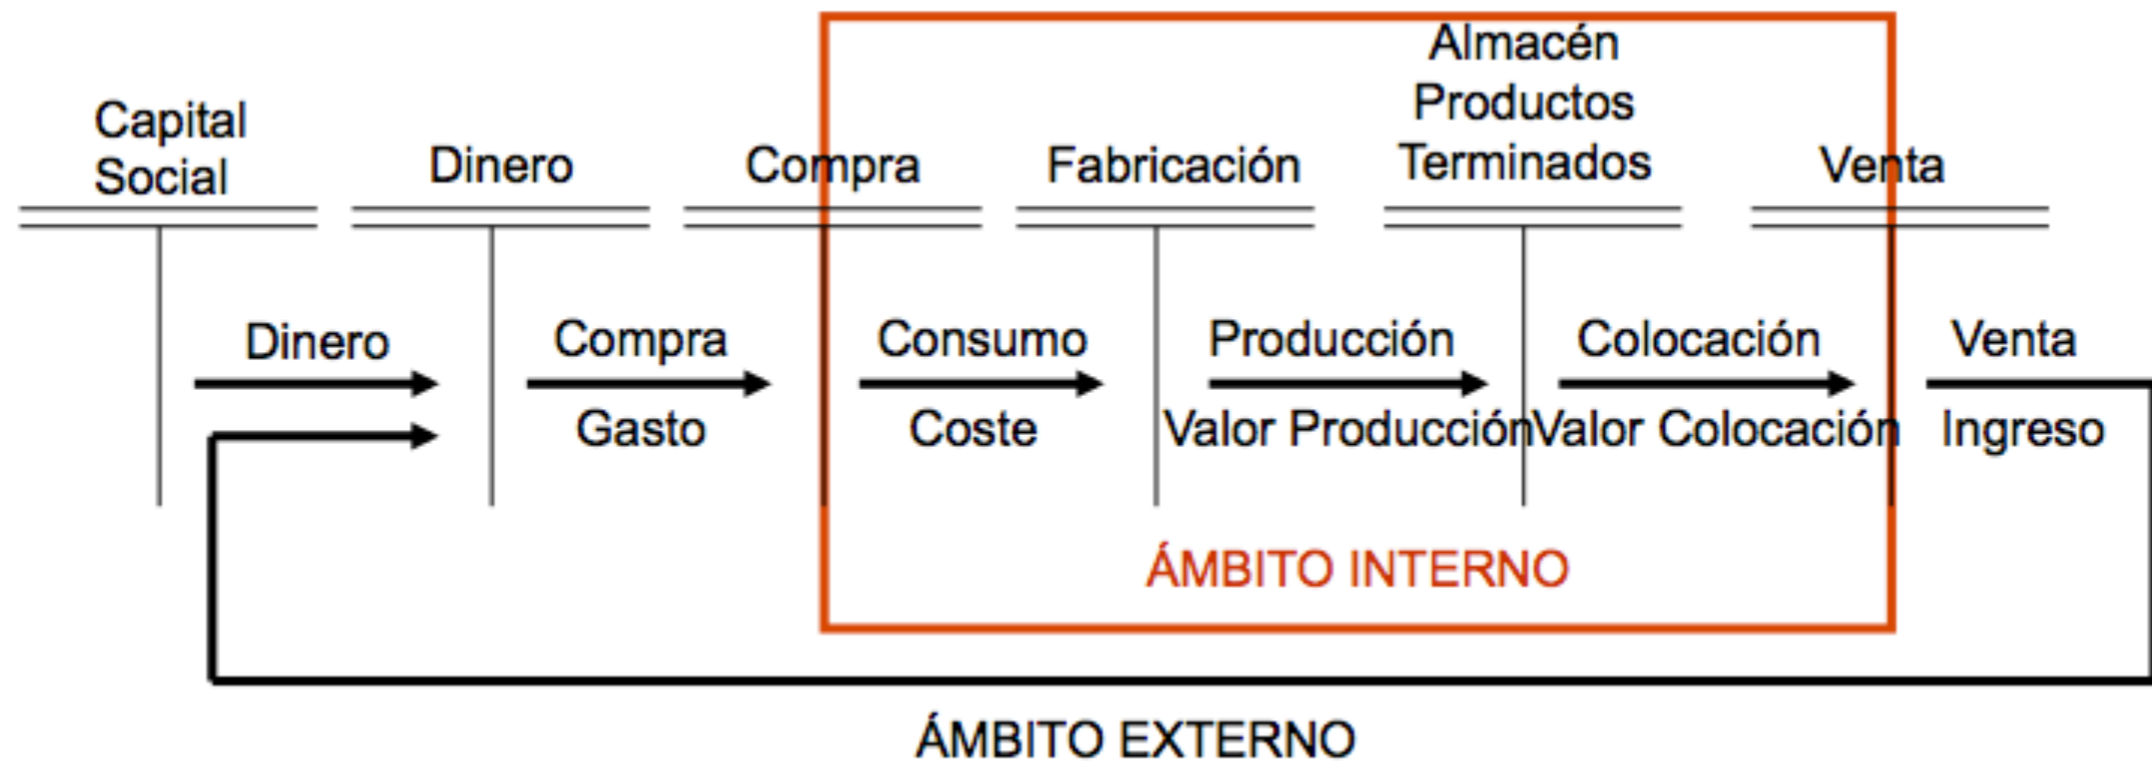 Capital
Social
Dinero
Compra
Fabricación
Almacén
Productos
Terminados
Venta
Dinero
Compra
Gasto
Consumo
Coste
Producción
Valor Producción
Colocación
Valor Colocación
Venta
Ingreso
ÁMBITO INTERNO
ÁMBITO EXTERNO